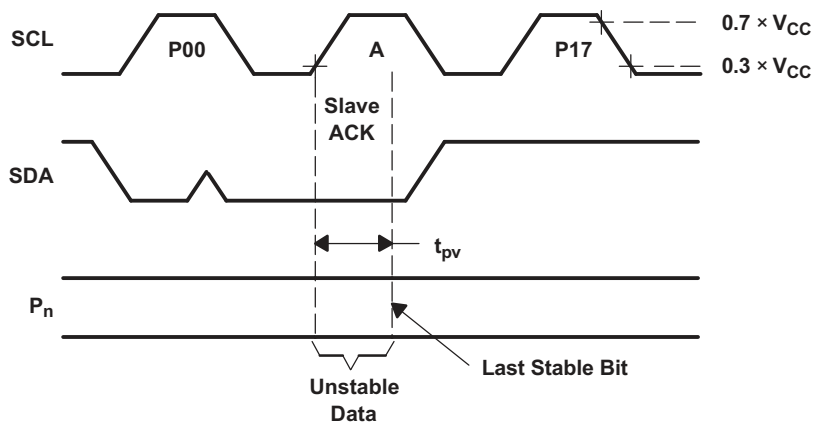 SCL
P00
A
P17
0.7 × VCC
0.3 × VCC
Slave
ACK
SDA
tpv
Pn
Last Stable Bit
Unstable
Data